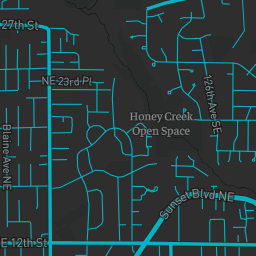 27th St
NE 23rd Pl
126th Ave SE
Honey Creek
Open Space
Blaine Ave NE
Sunset Blvd NE
E 12th St